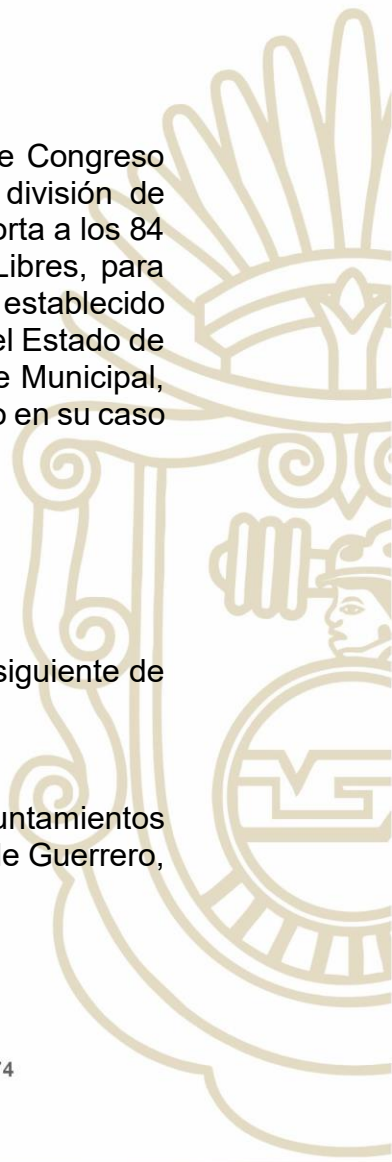 e Congreso
división de
orta a los 84
Libres, para
establecido
el Estado de
e Municipal,
o en su caso
siguiente de
untamientos
de Guerrero,
74